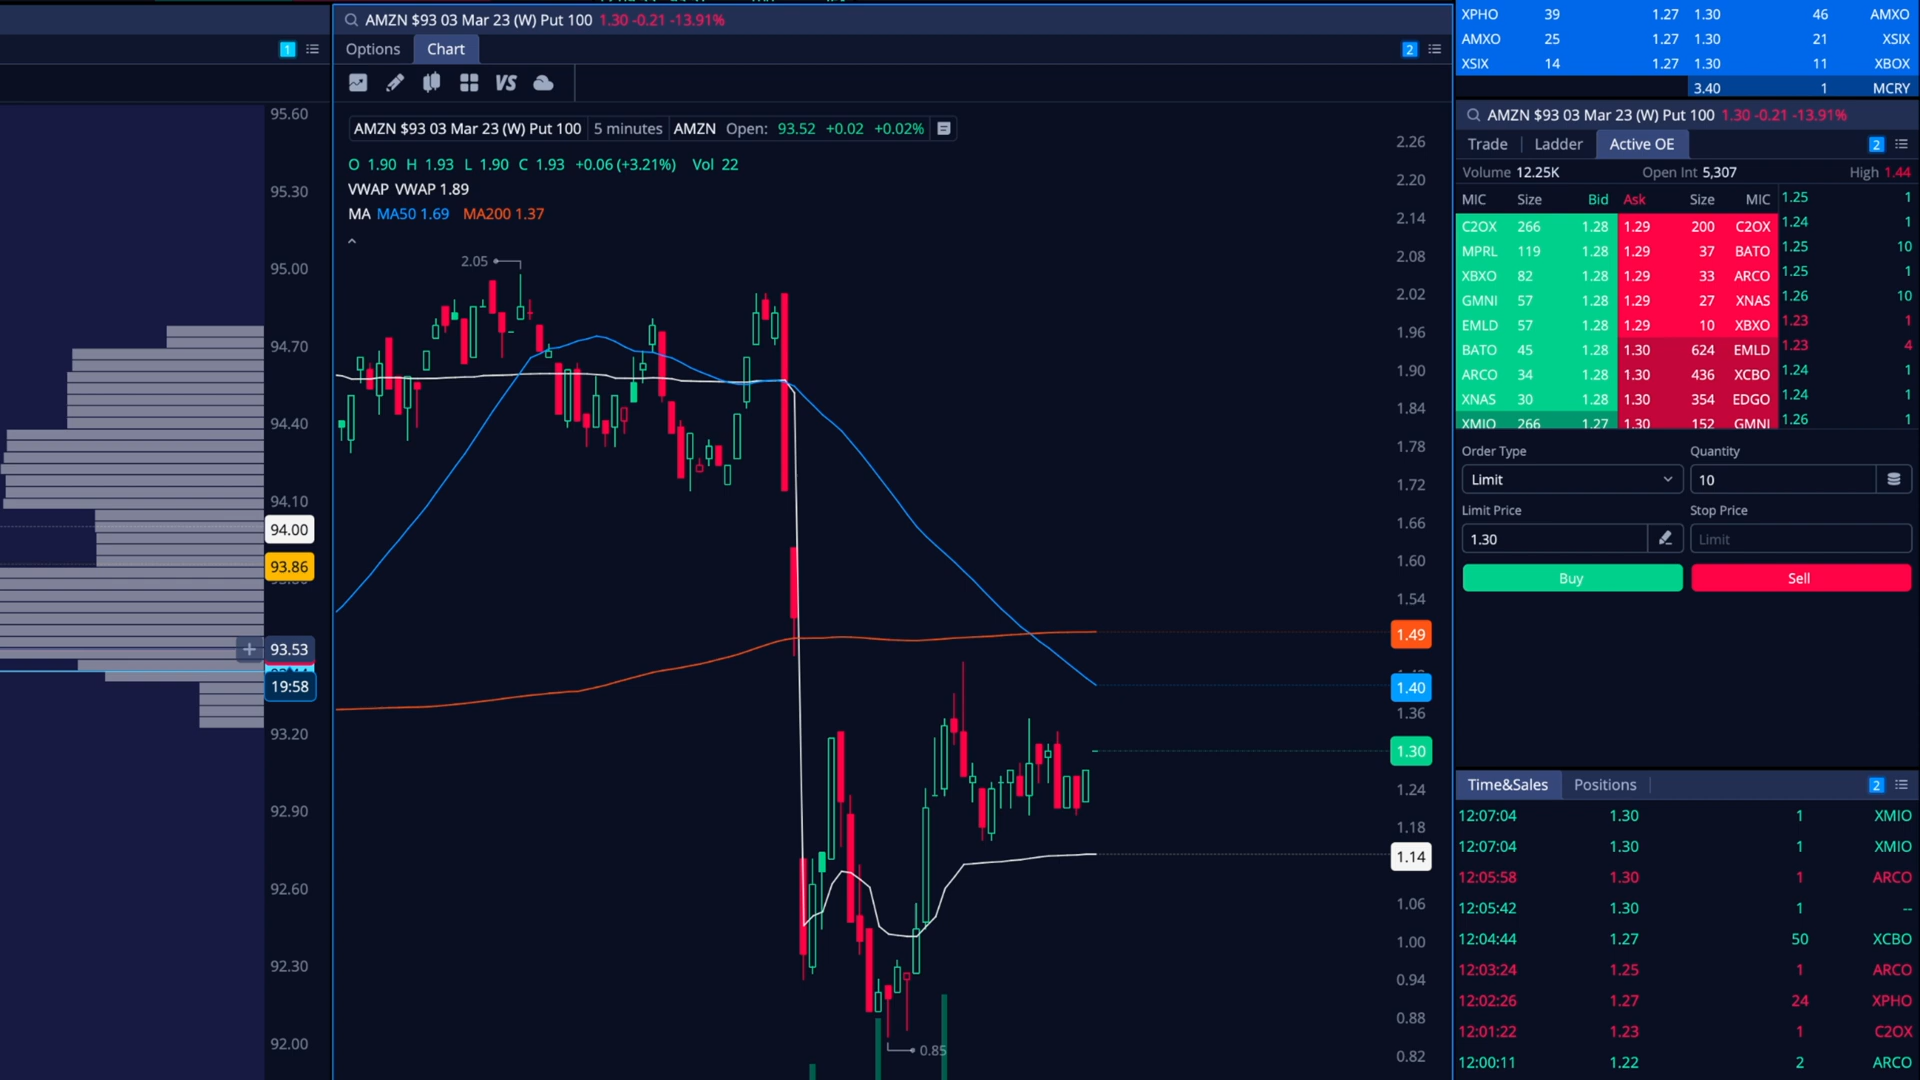 1
95.60
95.30
95.00
94.70
94.40
94.10
94.00
93.86
+ 93.53
19:58
93.20
92.90
92.60
92.30
92.00
AMZN $93 03 Mar 23 (W) Put 100 1.30 -0.21 -13.91%
Options Chart 2
VS
AMZN $93 03 Mar 23 (W) Put 100 5 minutes AMZN Open: 93.52 +0.02 +0.02%
O 1.90 H 1.93 L 1.90 C 1.93 +0.06 (+3.21%) Vol 22
VWAP VWAP 1.89
MA MA50 1.69 MA200 1.37
2.05
0.85
2.26
2.20
2.14
2.08
2.02
1.96
1.90
1.84
1.78
1.72
1.66
1.60
1.54
1.49
1.40
1.36
1.30
1.24
1.18
1.14
1.06
1.00
0.94
0.88
0.82
XPHO 39 1.27 1.30 46 AMXO
AMXO 25 1.27 1.30 21 XSIX
XSIX 14 1.27 1.30 11 XBOX
3.40 1 MCRY
AMZN $93 03 Mar 23 (W) Put 100 1.30 -0.21 -13.91%
Trade Ladder Active OE 2
Volume 12.25K Open Int 5,307 High 1.44
MIC Size Bid Ask Size MIC 1.25 1
C2OX 266 1.28 1.29 200 C2OX 1.24 1
MPRL 119 1.28 1.29 37 BATO 1.25 10
XBXO 82 1.28 1.29 33 ARCO 1.25 1
GMNI 57 1.28 1.29 27 XNAS 1.26 10
EMLD 57 1.28 1.29 10 XBXO 1.23 1
BATO 45 1.28 1.30 624 EMLD 1.23 4
ARCO 34 1.28 1.30 436 XCBO 1.24 1
XNAS 30 1.28 1.30 354 EDGO 1.24 1
XMIO 266 1.27 1.30 152 GMNI 1.26 1
Order Type Quantity
Limit 10
Limit Price Stop Price
1.30 Limit
Buy Sell
Time&Sales Positions 2
12:07:04 1.30 1 XMIO
12:07:04 1.30 1 XMIO
12:05:58 1.30 1 ARCO
12:05:42 1.30 1 --
12:04:44 1.27 50 XCBO
12:03:24 1.25 1 ARCO
12:02:26 1.27 24 XPHO
12:01:22 1.23 1 C2OX
12:00:11 1.22 2 ARCO